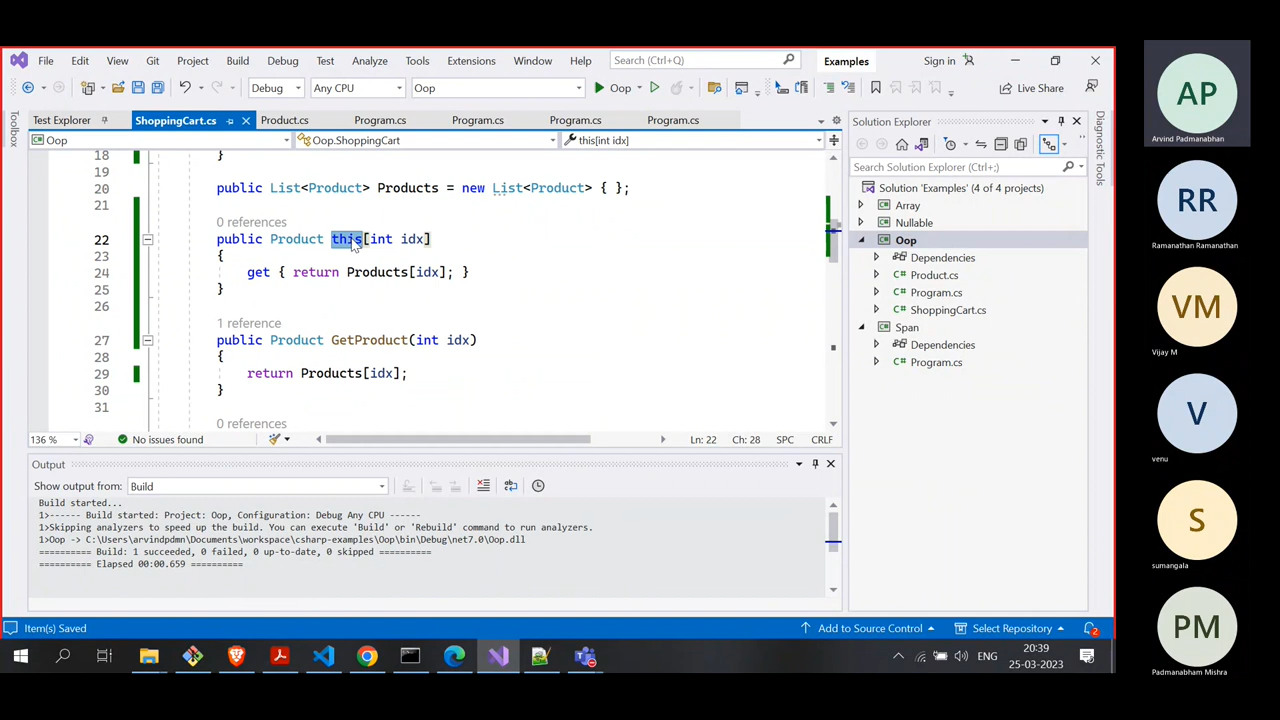 File Edit View Git Project Build Debug Test Analyze Tools Extensions Window Help Search (Ctrl+Q) Examples Sign in
Debug Any CPU Oop Oop Live Share
Toolbox
Test Explorer ShoppingCart.cs Product.cs Program.cs Program.cs Program.cs
Oop Oop.ShoppingCart this[int idx]
18 }
19
20 public List<Product> Products = new List<Product> { };
21
0 references
22 public Product this[int idx]
23 {
24 get { return Products[idx]; }
25 }
26
1 reference
27 public Product GetProduct(int idx)
28 {
29 return Products[idx];
30 }
31
0 references
136 % No issues found Ln: 22 Ch: 28 SPC CRLF
Output
Show output from: Build
Build started...
1>------ Build started: Project: Oop, Configuration: Debug Any CPU ------
1>Skipping analyzers to speed up the build. You can execute 'Build' or 'Rebuild' command to run analyzers.
1>Oop -> C:\Users\arvindpdmn\Documents\workspace\csharp-examples\Oop\bin\Debug\net7.0\Oop.dll
========== Build: 1 succeeded, 0 failed, 0 up-to-date, 0 skipped ==========
========== Elapsed 00:00.659 ==========
Solution Explorer
Search Solution Explorer (Ctrl+;)
Solution 'Examples' (4 of 4 projects)
Array
Nullable
Oop
Dependencies
C# Product.cs
C# Program.cs
C# ShoppingCart.cs
Span
Dependencies
C# Program.cs
Diagnostic Tools
Item(s) Saved Add to Source Control Select Repository 2
ENG 20:39
25-03-2023
AP
Arvind Padmanabhan
RR
Ramanathan Ramanathan
VM
Vijay M
V
venu
S
sumangala
PM
Padmanabham Mishra